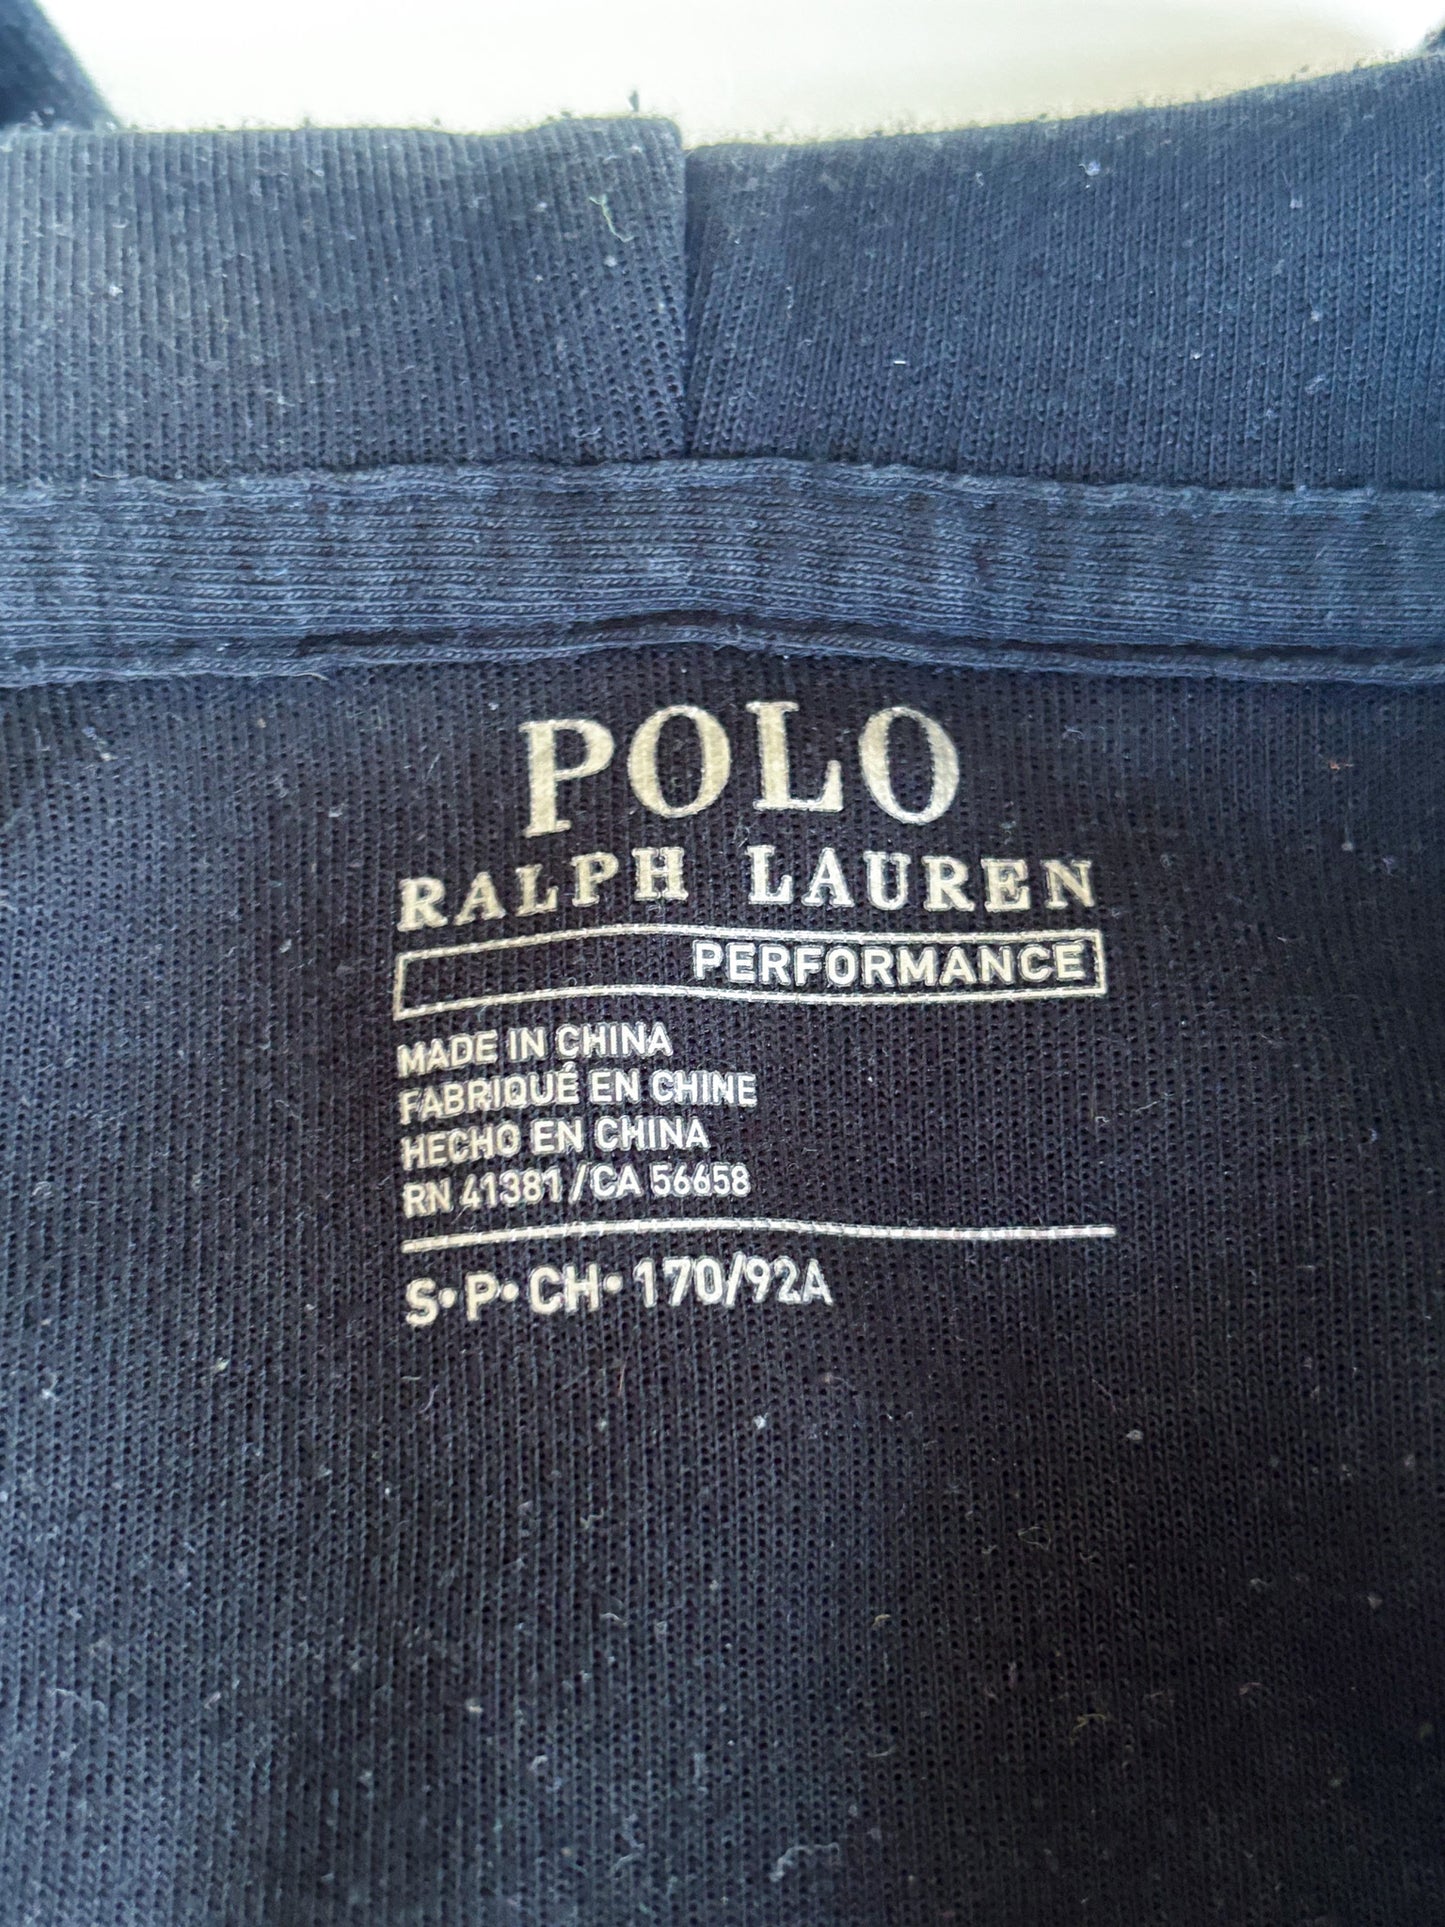 POLO
RALPH LAUREN
PERFORMANCE
MADE IN CHINA
FABRIQUÉ EN CHINE
HECHO EN CHINA
RN 41381/CA 56658
S•P•CH•170/92A